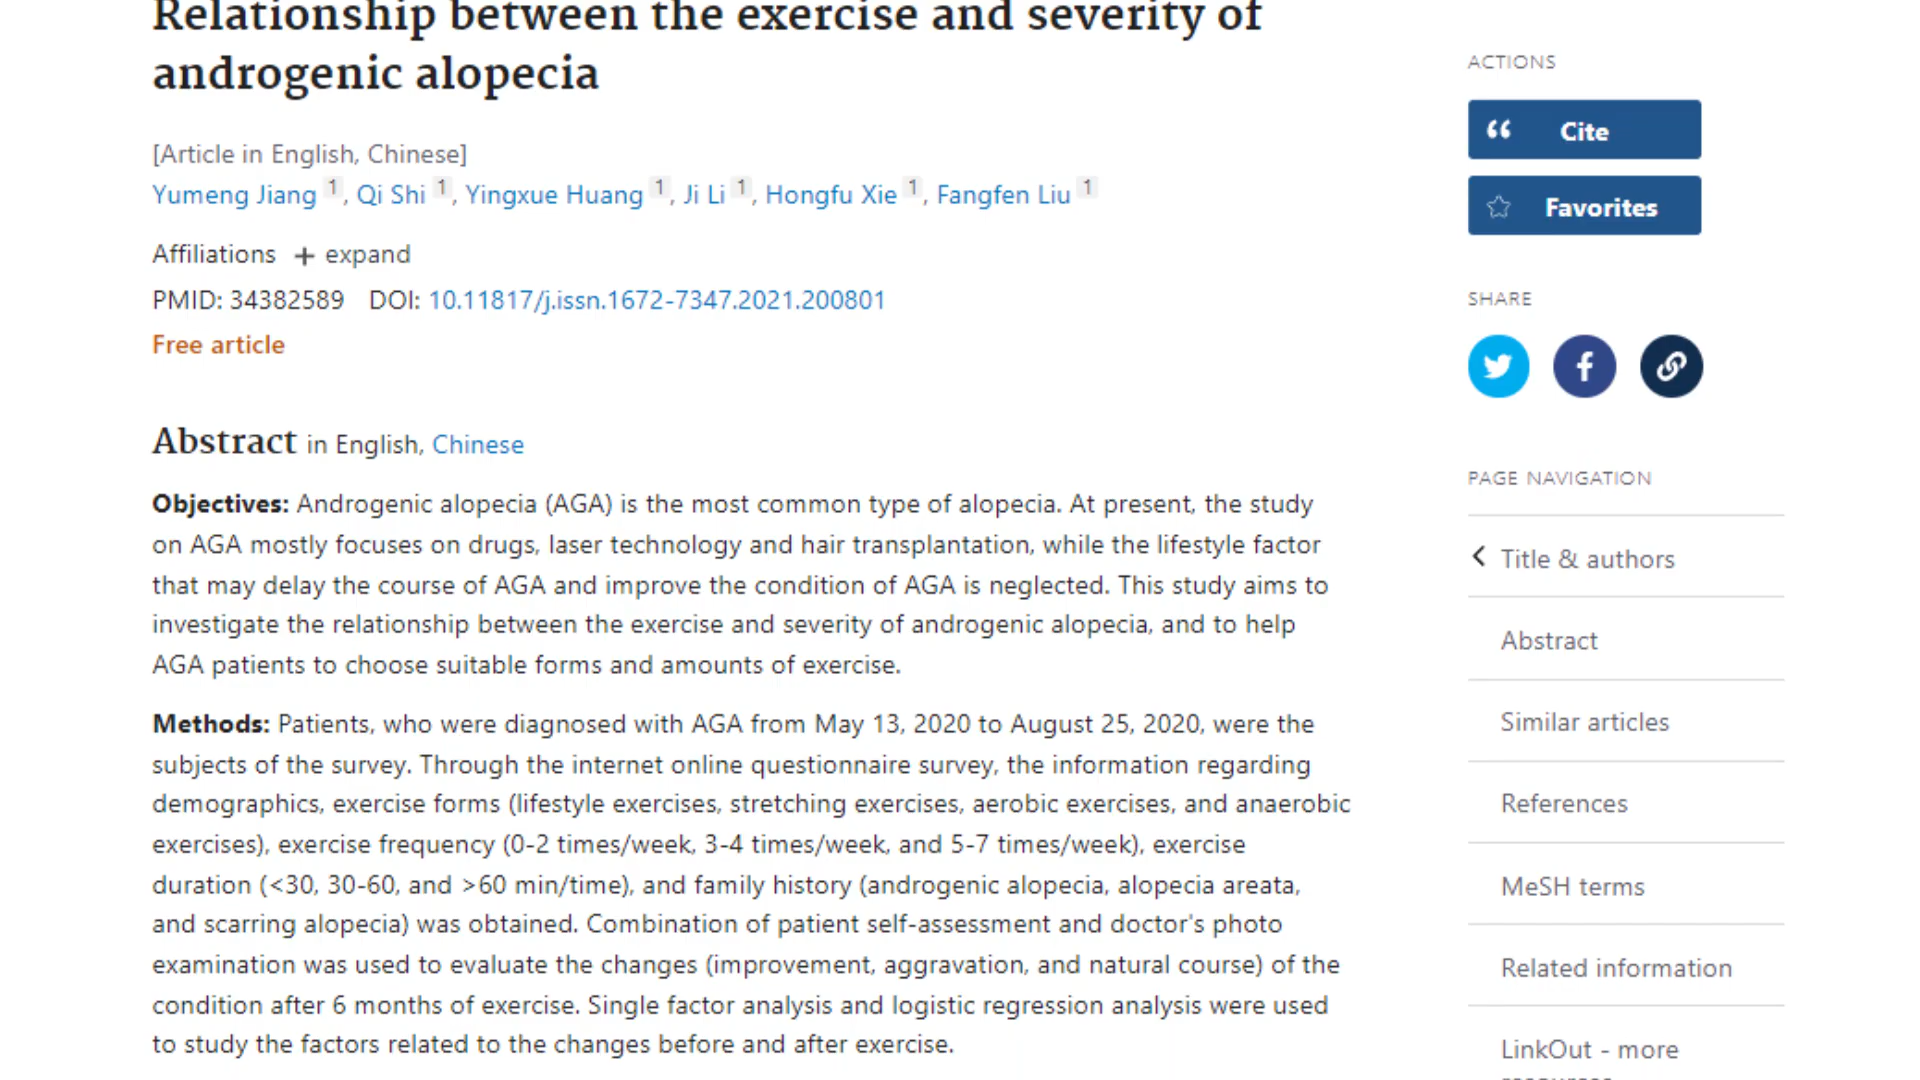 Relationship between the exercise and severity of
androgenic alopecia
[Article in English, Chinese]
Yumeng Jiang 1, Qi Shi 1, Yingxue Huang 1, Ji Li 1, Hongfu Xie 1, Fangfen Liu 1
Affiliations + expand
PMID: 34382589 DOI: 10.11817/j.issn.1672-7347.2021.200801
Free article
Abstract in English, Chinese
Objectives: Androgenic alopecia (AGA) is the most common type of alopecia. At present, the study
on AGA mostly focuses on drugs, laser technology and hair transplantation, while the lifestyle factor
that may delay the course of AGA and improve the condition of AGA is neglected. This study aims to
investigate the relationship between the exercise and severity of androgenic alopecia, and to help
AGA patients to choose suitable forms and amounts of exercise.
Methods: Patients, who were diagnosed with AGA from May 13, 2020 to August 25, 2020, were the
subjects of the survey. Through the internet online questionnaire survey, the information regarding
demographics, exercise forms (lifestyle exercises, stretching exercises, aerobic exercises, and anaerobic
exercises), exercise frequency (0-2 times/week, 3-4 times/week, and 5-7 times/week), exercise
duration (<30, 30-60, and >60 min/time), and family history (androgenic alopecia, alopecia areata,
and scarring alopecia) was obtained. Combination of patient self-assessment and doctor's photo
examination was used to evaluate the changes (improvement, aggravation, and natural course) of the
condition after 6 months of exercise. Single factor analysis and logistic regression analysis were used
to study the factors related to the changes before and after exercise.
ACTIONS
Cite
Favorites
SHARE
PAGE NAVIGATION
Title & authors
Abstract
Similar articles
References
MeSH terms
Related information
LinkOut - more